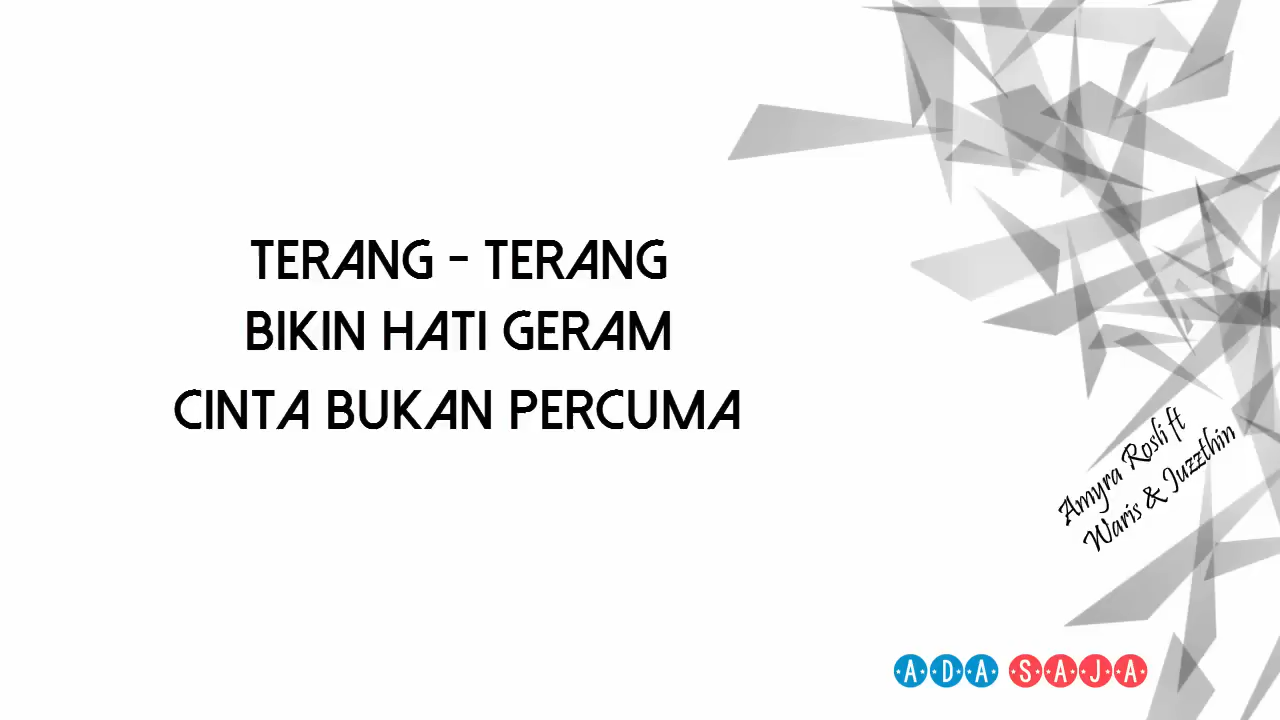 TERANG - TERANG
BIKIN HATI GERAM
CINTA BUKAN PERCUMA
Amyra Rosli ft
Waris & Juzzthin
ADA SAJA